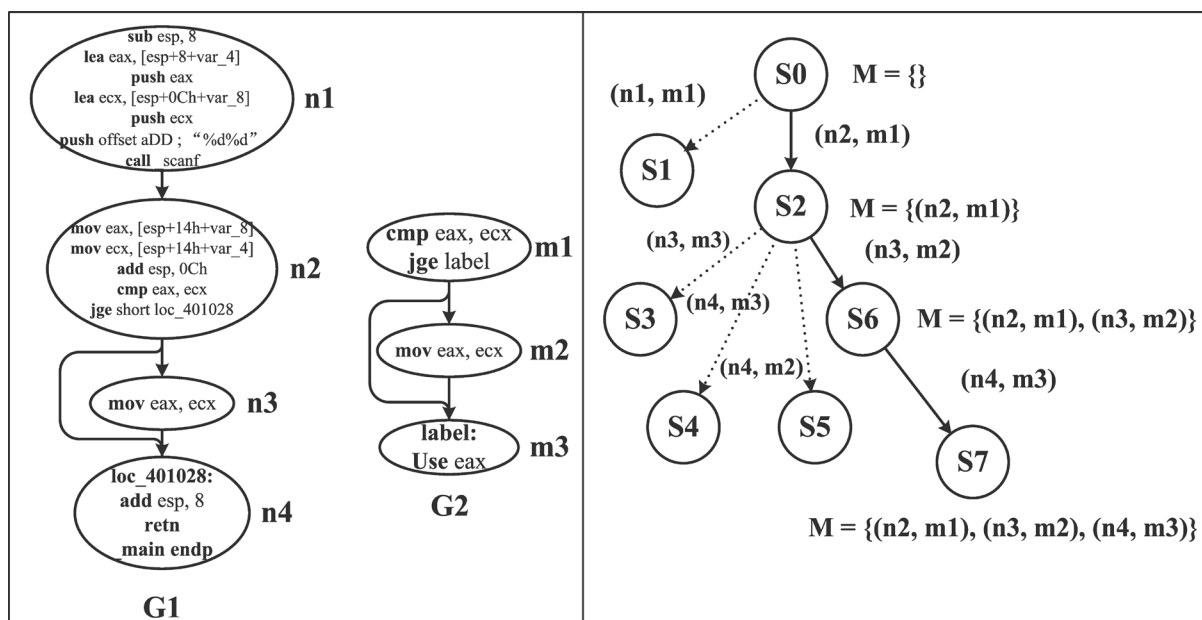 sub esp, 8
lea eax, [esp+8+var_4]
push eax
lea ecx, [esp+0Ch+var_8]
push ecx
push offset aDD ; “%d%d”
call _scanf
n1
mov eax, [esp+14h+var_8]
mov ecx, [esp+14h+var_4]
add esp, 0Ch
cmp eax, ecx
jge short loc_401028
n2
mov eax, ecx
n3
loc_401028:
add esp, 8
retn
_main endp
n4
G1
cmp eax, ecx
jge label
m1
mov eax, ecx
m2
label:
Use eax
m3
G2
S0
M = {}
(n1, m1)
(n2, m1)
S1
S2
M = {(n2, m1)}
(n3, m3)
(n3, m2)
(n4, m3)
S3
S6
M = {(n2, m1), (n3, m2)}
(n4, m2)
(n4, m3)
S4
S5
S7
M = {(n2, m1), (n3, m2), (n4, m3)}